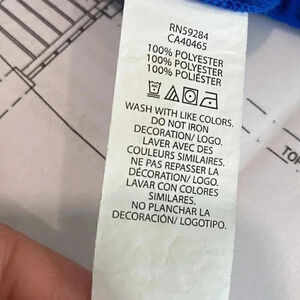 RN59284
CA40465
100% POLYESTER
100% POLYESTER
100% POLIÉSTER
WASH WITH LIKE COLORS.
DO NOT IRON
DECORATION/ LOGO.
LAVER AVEC DES
COULEURS SIMILAIRES.
NE PAS REPASSER LA
DÉCORATION/ LOGO.
LAVAR CON COLORES
SIMILARES.
NO PLANCHAR LA
DECORACIÓN/ LOGOTIPO.